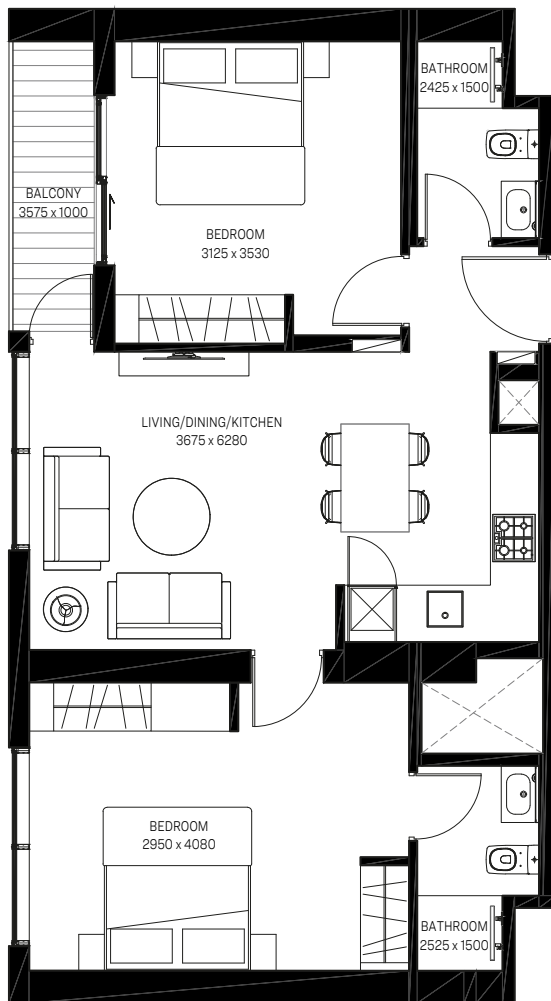 BATHROOM
2425 x 1500
BALCONY
3575 x 1000
BEDROOM
3125 x 3530
LIVING/DINING/KITCHEN
3675 x 6280
BEDROOM
2950 x 4080
BATHROOM
2525 x 1500